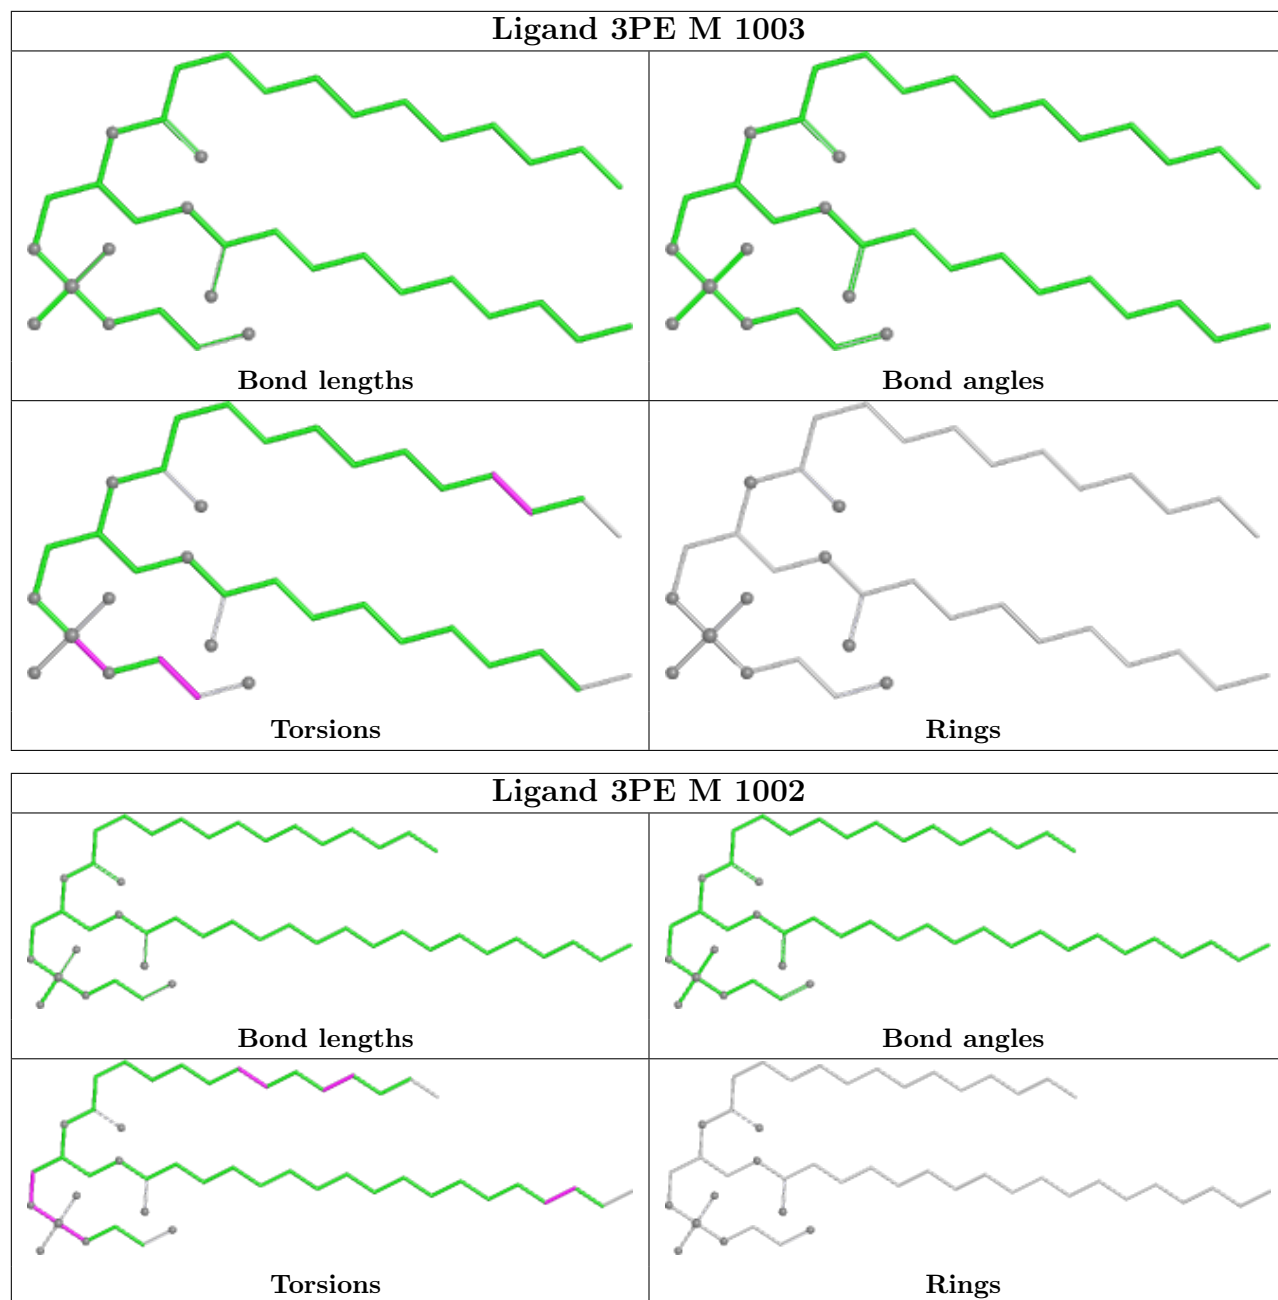 Ligand 3PE M 1003
Bond lengths
Bond angles
Torsions
Rings
Ligand 3PE M 1002
Bond lengths
Bond angles
Torsions
Rings